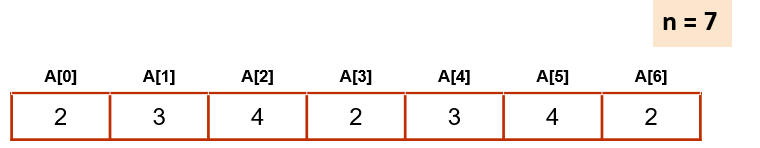 n = 7
A[0] A[1] A[2] A[3] A[4] A[5] A[6]
2 3 4 2 3 4 2